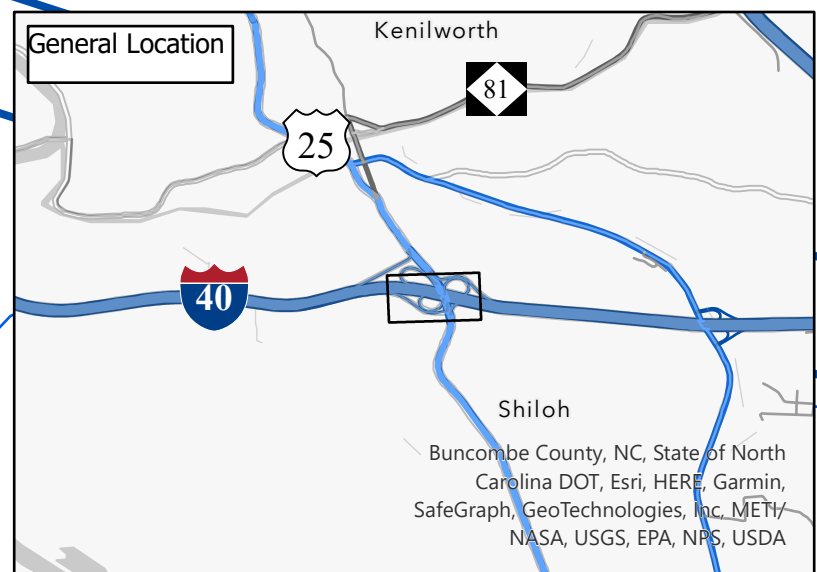 General Location
Kenilworth
81
25
40
Shiloh
Buncombe County, NC, State of North
Carolina DOT, Esri, HERE, Garmin,
SafeGraph, GeoTechnologies, Inc, METI/
NASA, USGS, EPA, NPS, USDA